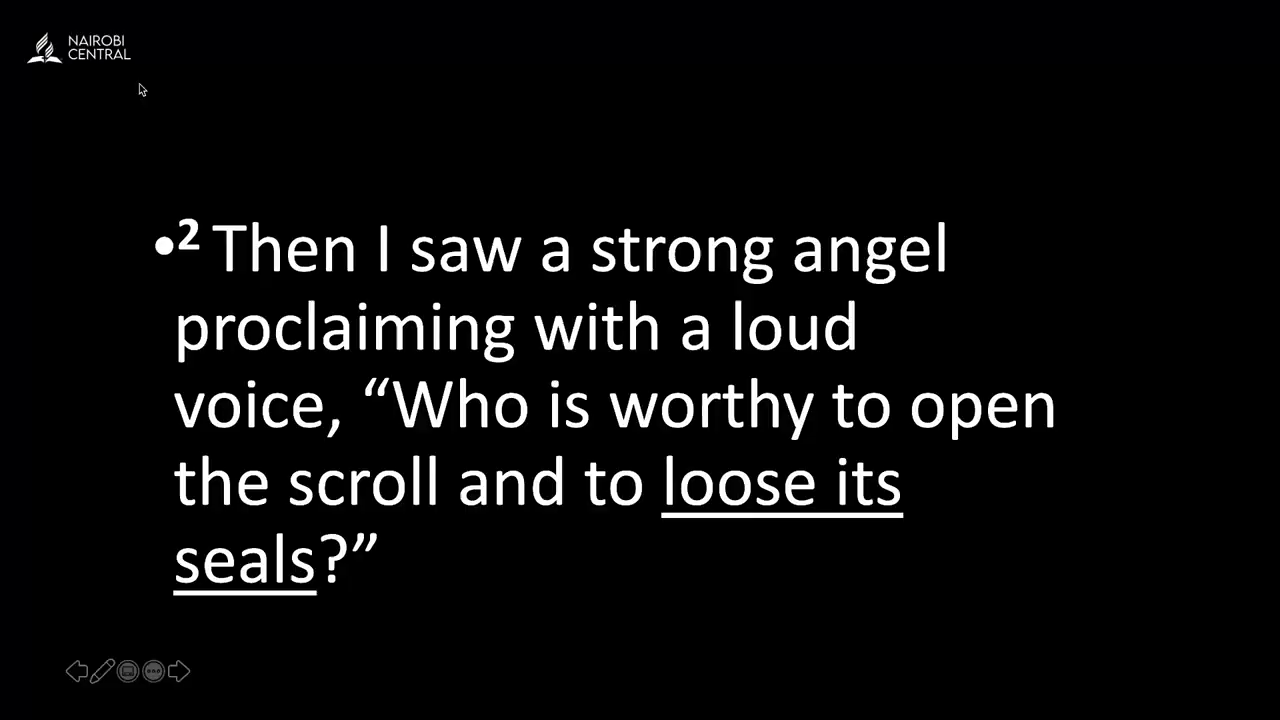 NAIROBI
CENTRAL
•² Then I saw a strong angel
proclaiming with a loud
voice, “Who is worthy to open
the scroll and to loose its
seals?”